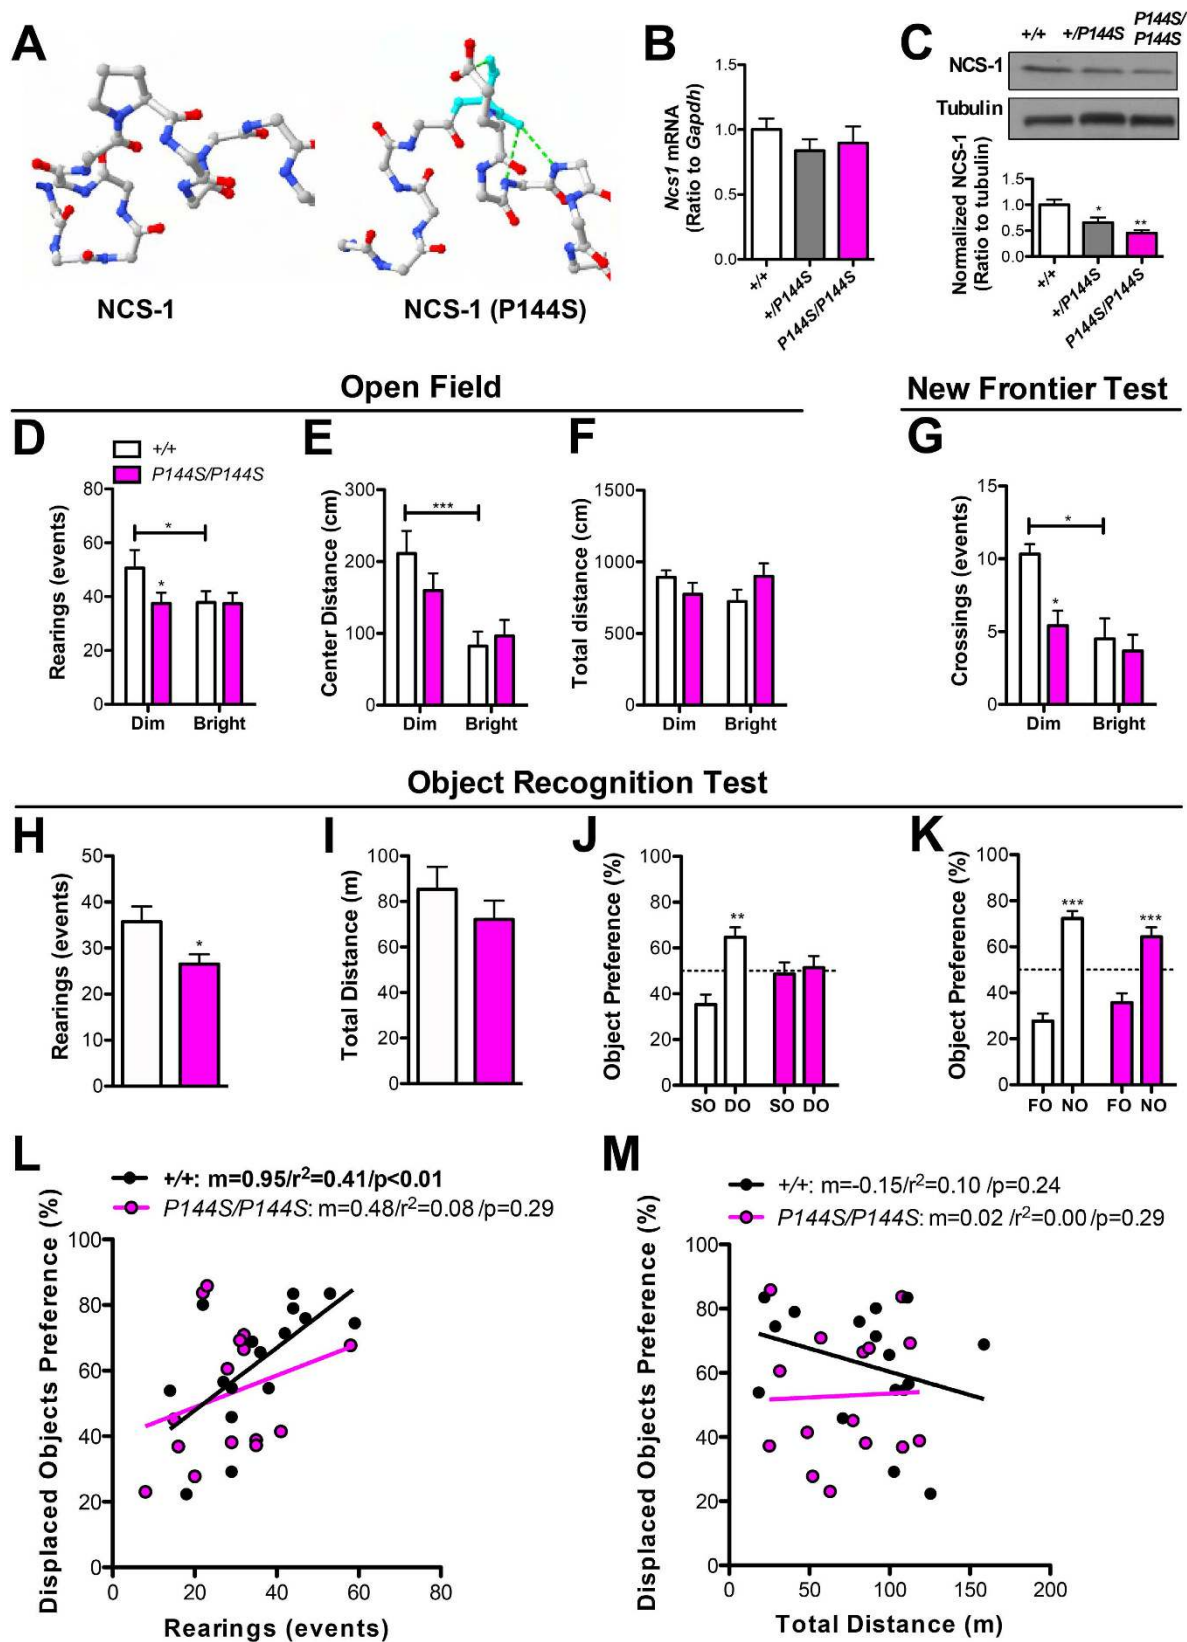 A
NCS-1
NCS-1 (P144S)
B
Ncs1 mRNA
(Ratio to Gapdh)
1.5
1.0
0.5
0.0
+/+
+/P144S
P144S/P144S
C
+/+ +/P144S P144S/
P144S
NCS-1
Tubulin
Normalized NCS-1
(Ratio to tubulin)
1.5
1.0
0.5
0.0
*
**
+/+
+/P144S
P144S/P144S
Open Field
New Frontier Test
D
+/+
P144S/P144S
Rearings (events)
80
60
40
20
0
*
*
Dim Bright
E
Center Distance (cm)
300
200
100
0
***
Dim Bright
F
Total distance (cm)
1500
1000
500
0
Dim Bright
G
Crossings (events)
15
10
5
0
*
*
Dim Bright
Object Recognition Test
H
Rearings (events)
50
40
30
20
10
0
*
I
Total Distance (m)
100
80
60
40
20
0
J
Object Preference (%)
100
80
60
40
20
0
**
SO DO SO DO
K
Object Preference (%)
100
80
60
40
20
0
***
***
FO NO FO NO
L
+/+: m=0.95/r²=0.41/p<0.01
P144S/P144S: m=0.48/r²=0.08 /p=0.29
Displaced Objects Preference (%)
100
80
60
40
20
0
0 20 40 60 80
Rearings (events)
M
+/+: m=-0.15/r²=0.10 /p=0.24
P144S/P144S: m=0.02 /r²=0.00 /p=0.29
Displaced Objects Preference (%)
100
80
60
40
20
0
0 50 100 150 200
Total Distance (m)